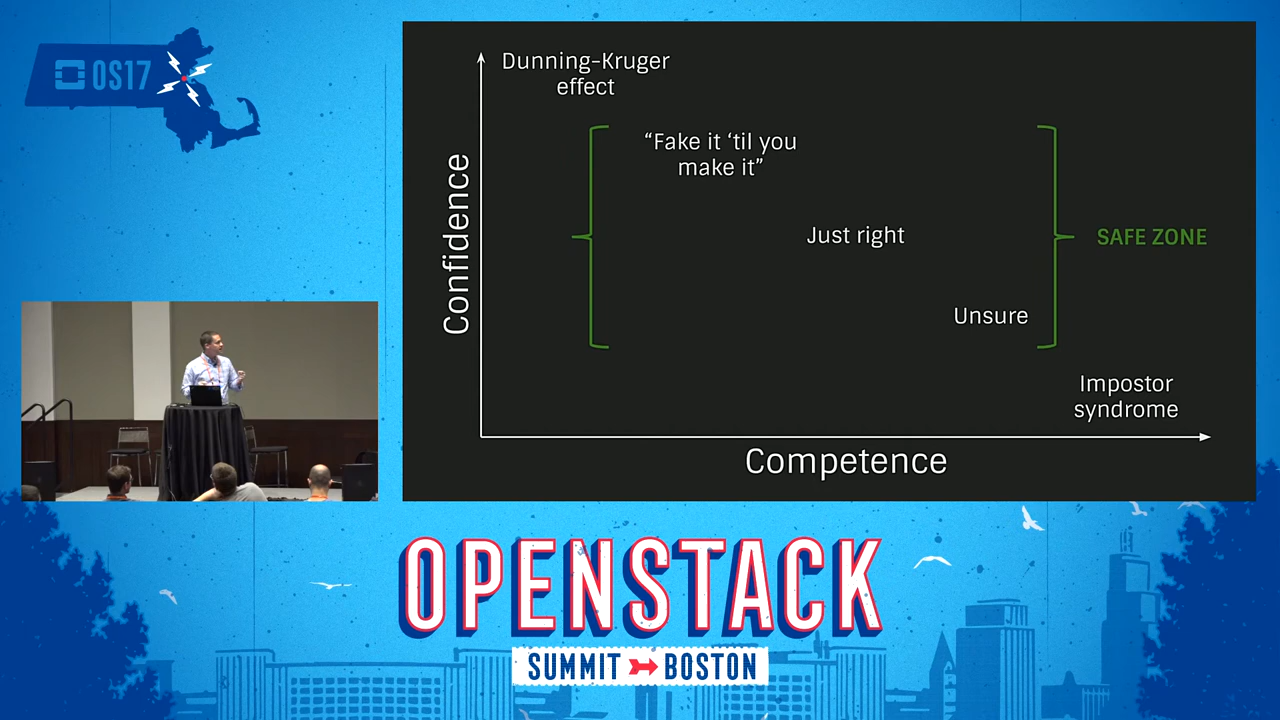 OS17
Dunning-Kruger
effect
"Fake it 'til you
make it"
Just right
SAFE ZONE
Unsure
Impostor
syndrome
Confidence
Competence
OPENSTACK
SUMMIT BOSTON